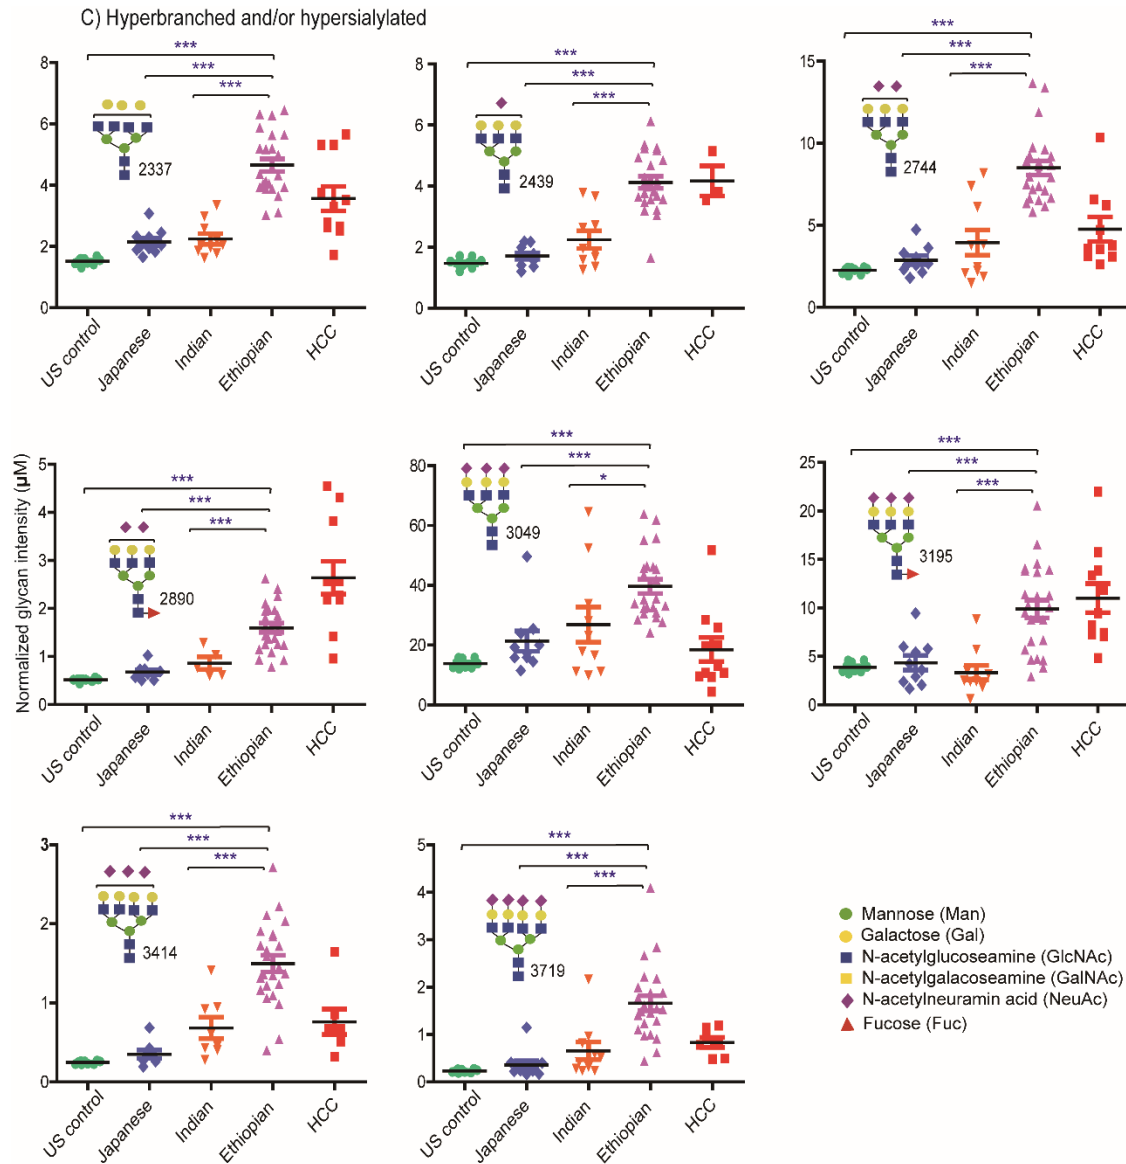 C) Hyperbranched and/or hypersialylated
***
***
***
8
6
4
2
0
2337
US control
Japanese
Indian
Ethiopian
HCC
***
***
***
8
6
4
2
0
2439
US control
Japanese
Indian
Ethiopian
HCC
***
***
***
15
10
5
0
2744
US control
Japanese
Indian
Ethiopian
HCC
Normalized glycan intensity (µM)
***
***
***
5
4
3
2
1
0
2890
US control
Japanese
Indian
Ethiopian
HCC
***
***
*
80
60
40
20
0
3049
US control
Japanese
Indian
Ethiopian
HCC
***
***
***
25
20
15
10
5
0
3195
US control
Japanese
Indian
Ethiopian
HCC
***
***
***
3
2
1
0
3414
US control
Japanese
Indian
Ethiopian
HCC
***
***
***
5
4
3
2
1
0
3719
US control
Japanese
Indian
Ethiopian
HCC
Mannose (Man)
Galactose (Gal)
N-acetylglucoseamine (GlcNAc)
N-acetylgalacoseamine (GalNAc)
N-acetylneuramin acid (NeuAc)
Fucose (Fuc)